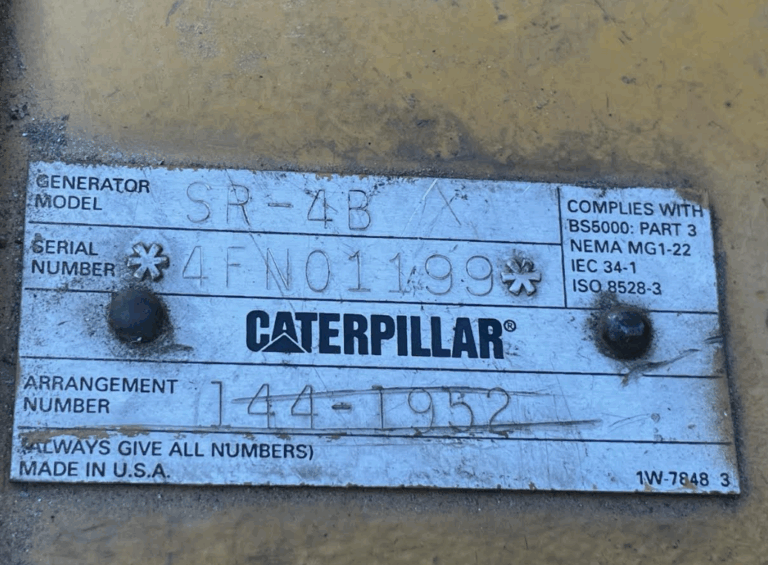 GENERATOR
MODEL SR-4B
SERIAL
NUMBER *4FN01199*
COMPLIES WITH
BS5000: PART 3
NEMA MG1-22
IEC 34-1
ISO 8528-3
CATERPILLAR®
ARRANGEMENT
NUMBER 144-1952
(ALWAYS GIVE ALL NUMBERS)
MADE IN U.S.A.
1W-7848 3